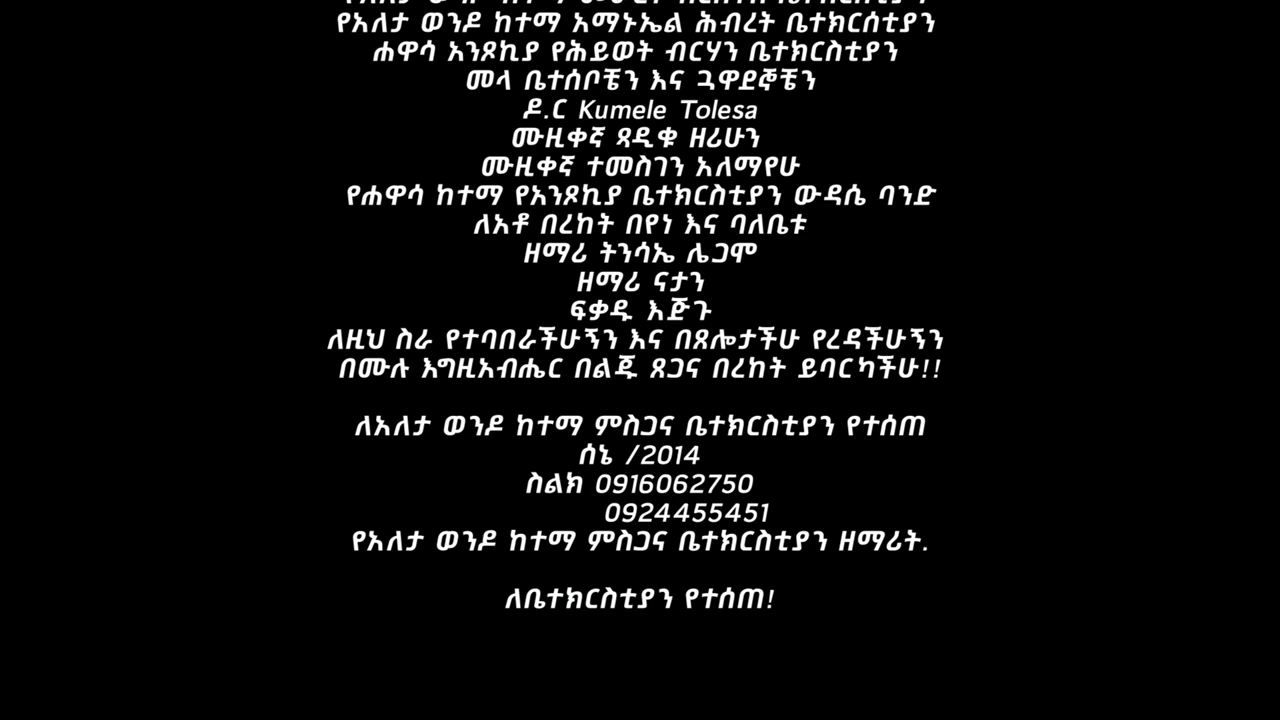 የአለታ ወንዶ ከተማ አማኑኤል ሕብረት ቤተክርሰቲያን
ሐዋሳ አንጾኪያ የሕይወት ብርሃን ቤተክርስቲያን
መላ ቤተሰቦቼን እና ጓዋደኞቼን
ዶ.ር Kumele Tolesa
ሙዚቀኛ ጻዲቁ ዘሪሁን
ሙዚቀኛ ተመስገን አለማየሁ
የሐዋሳ ከተማ የአንጾኪያ ቤተክርስቲያን ውዳሴ ባንድ
ለአቶ በረከት በየነ እና ባለቤቱ
ዘማሪ ትንሳኤ ሌጋሞ
ዘማሪ ናታን
ፍቃዱ እጅጉ
ለዚህ ስራ የተባበራችሁኝን እና በጸሎታችሁ የረዳችሁኝን
በሙሉ እግዚአብሔር በልጁ ጸጋና በረከት ይባርካችሁ!!
ለአለታ ወንዶ ከተማ ምስጋና ቤተክርስቲያን የተሰጠ
ሰኔ /2014
ስልክ 0916062750
0924455451
የአለታ ወንዶ ከተማ ምስጋና ቤተክርስቲያን ዘማሪት.
ለቤተክርስቲያን የተሰጠ!